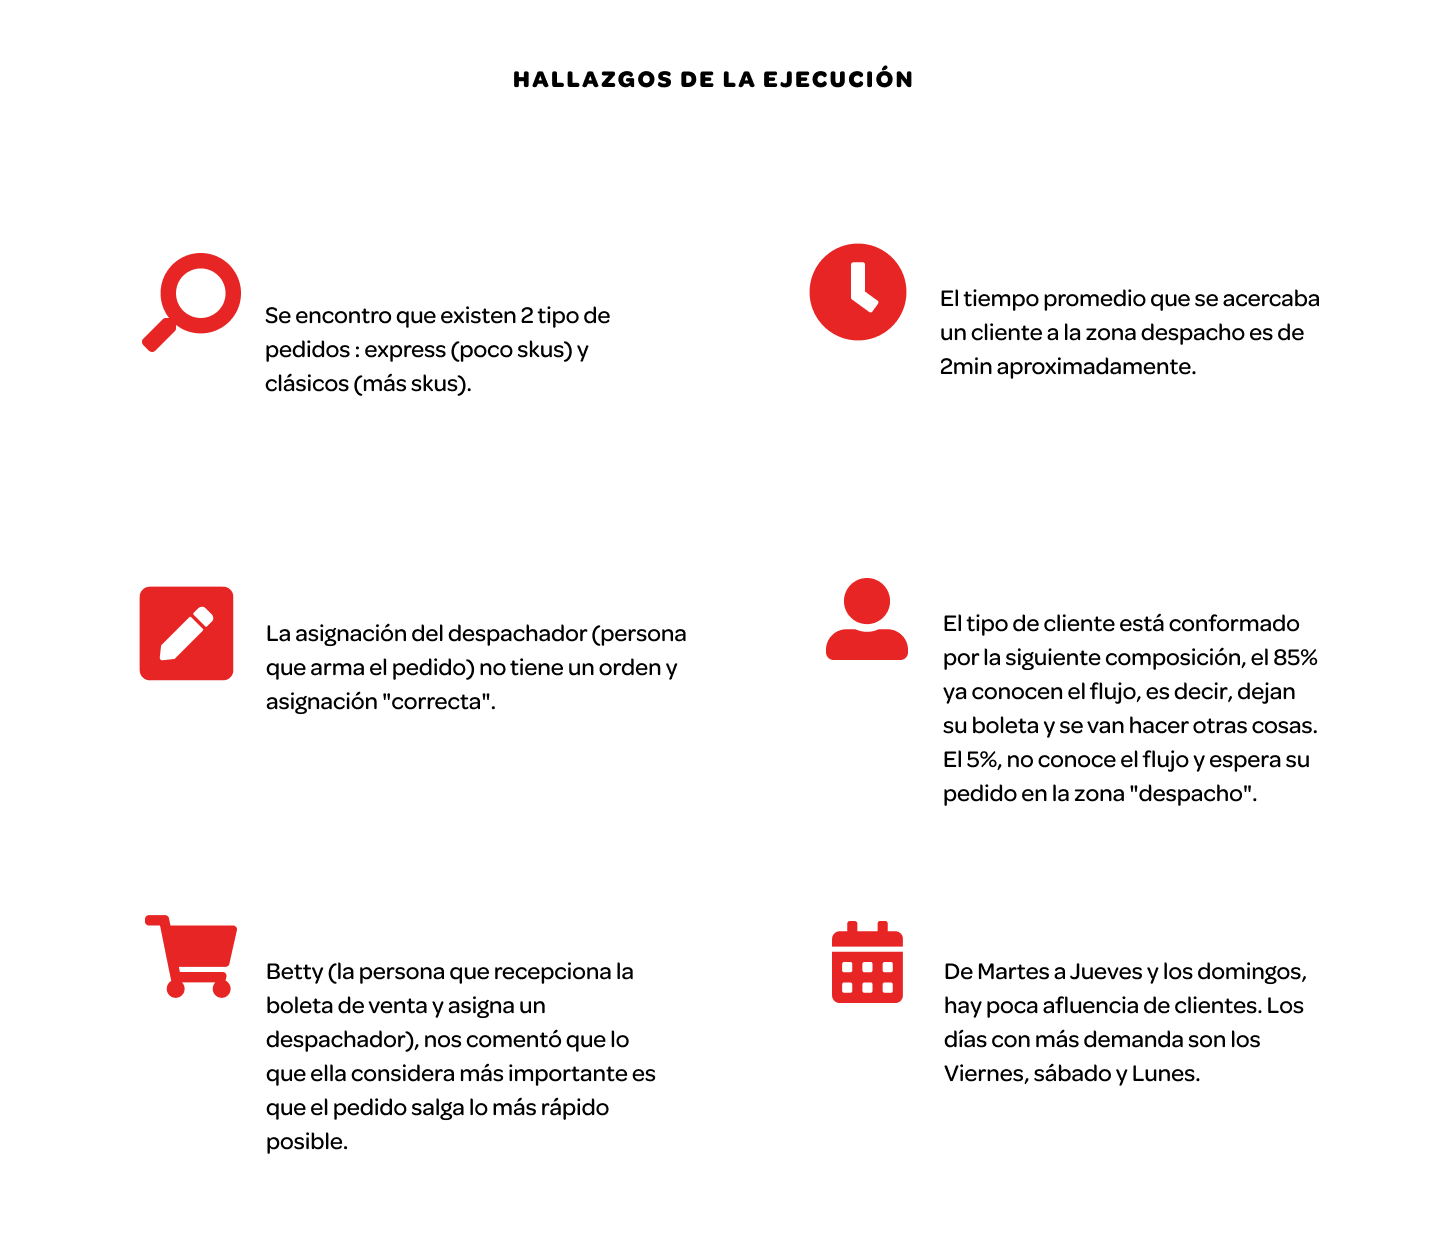 HALLAZGOS DE LA EJECUCIÓN
Se encontro que existen 2 tipo de
pedidos : express (poco skus) y
clásicos (más skus).
El tiempo promedio que se acercaba
un cliente a la zona despacho es de
2min aproximadamente.
La asignación del despachador (persona
que arma el pedido) no tiene un orden y
asignación "correcta".
El tipo de cliente está conformado
por la siguiente composición, el 85%
ya conocen el flujo, es decir, dejan
su boleta y se van hacer otras cosas.
El 5%, no conoce el flujo y espera su
pedido en la zona "despacho".
Betty (la persona que recepciona la
boleta de venta y asigna un
despachador), nos comentó que lo
que ella considera más importante es
que el pedido salga lo más rápido
posible.
De Martes a Jueves y los domingos,
hay poca afluencia de clientes. Los
días con más demanda son los
Viernes, sábado y Lunes.